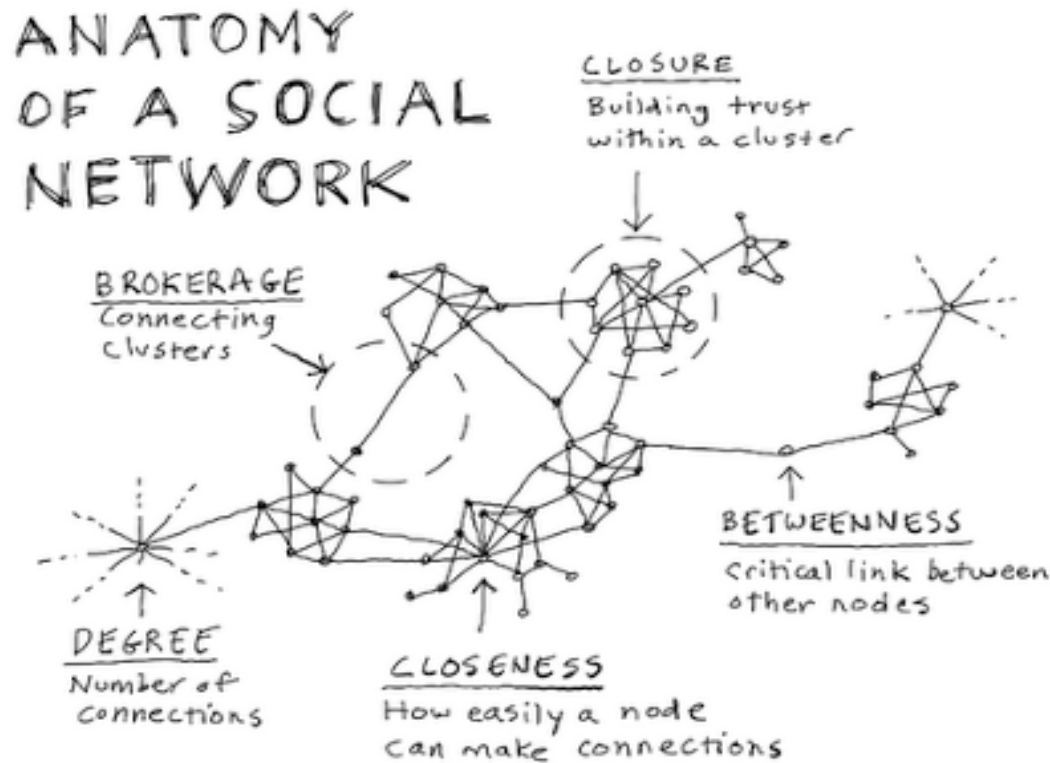 ANATOMY
OF A SOCIAL
NETWORK
CLOSURE
Building trust
within a cluster
BROKERAGE
Connecting
clusters
BETWEENNESS
Critical link between
other nodes
DEGREE
Number of
connections
CLOSENESS
How easily a node
can make connections